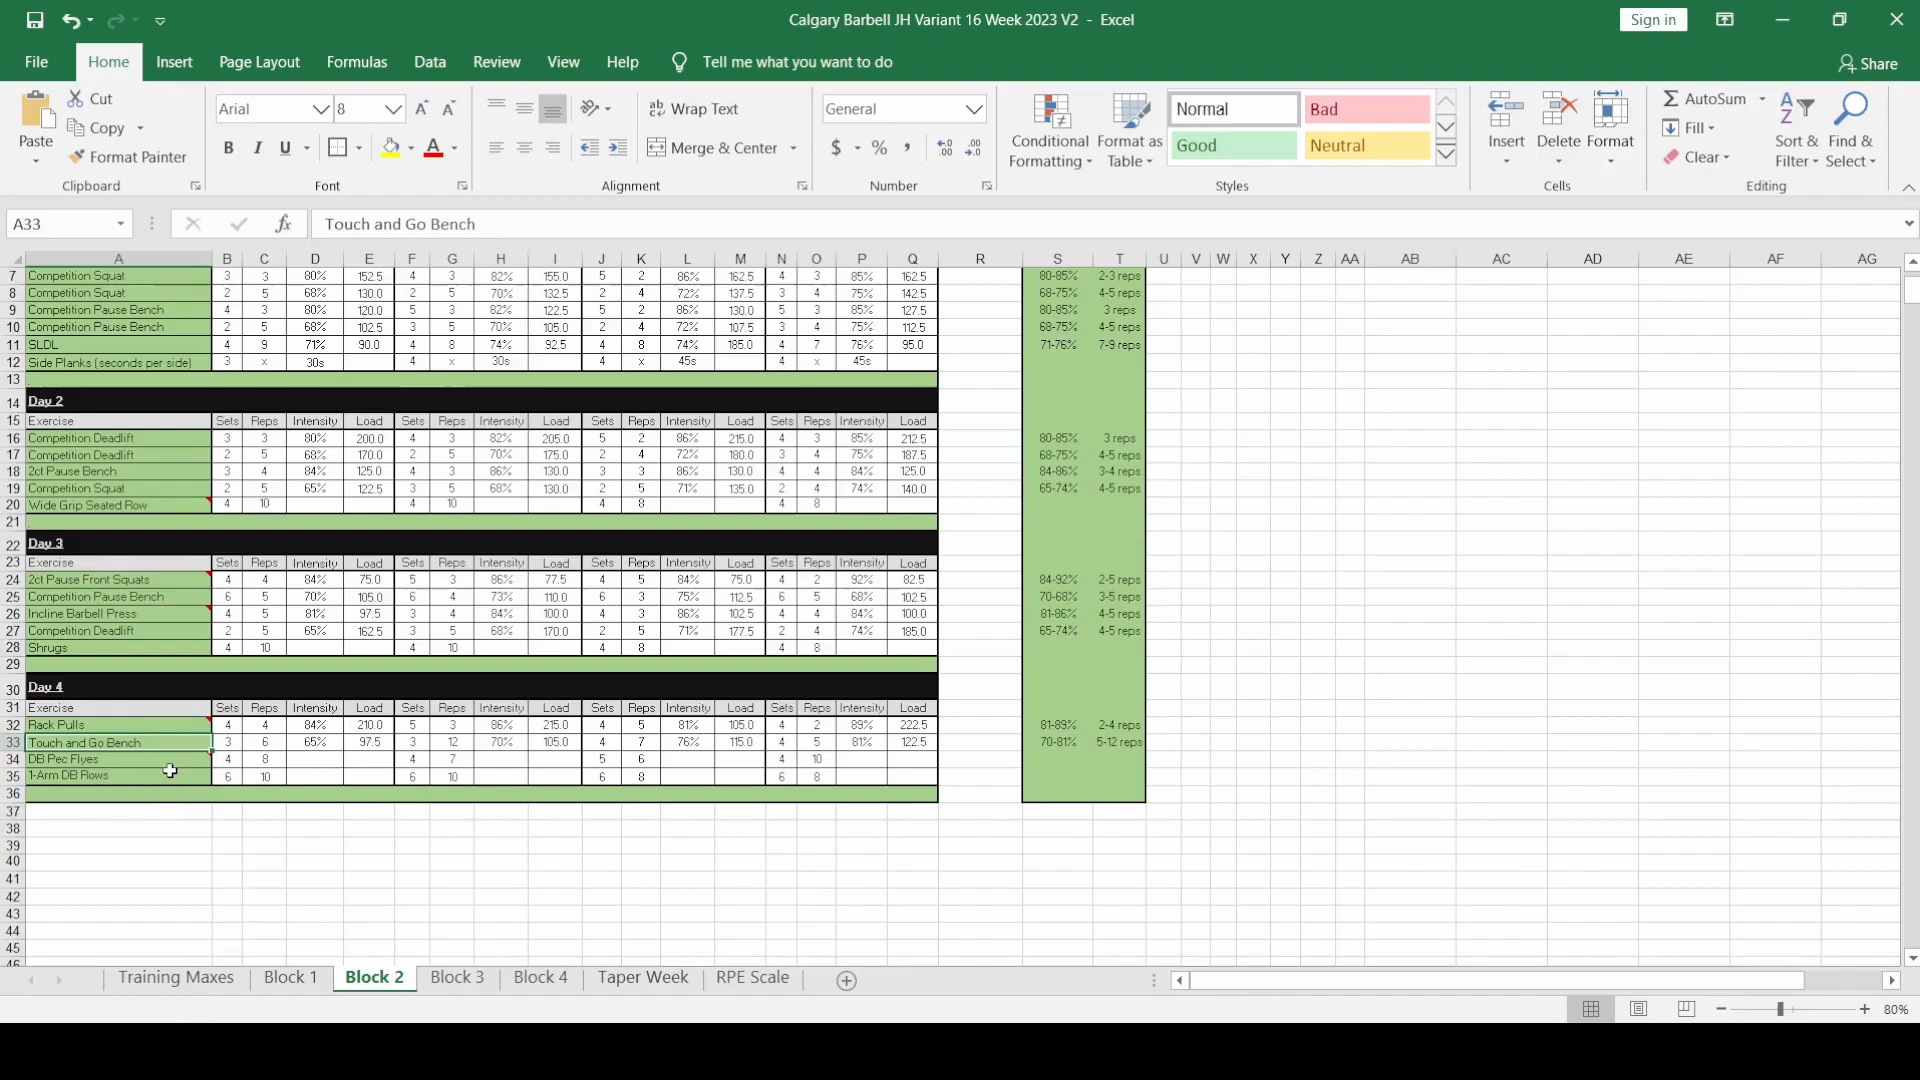 Calgary Barbell JH Variant 16 Week 2023 V2 - Excel
Sign in
File Home Insert Page Layout Formulas Data Review View Help Tell me what you want to do
Share
Paste Cut Copy Format Painter
Arial 8
B I U
Wrap Text
Merge & Center
General
$ % ,
Conditional Formatting Format as Table
Normal Bad
Good Neutral
Insert Delete Format
AutoSum
Fill
Clear
Sort & Filter Find & Select
Clipboard Font Alignment Number Styles Cells Editing
A33 fx Touch and Go Bench
A B C D E F G H I J K L M N O P Q R S T U V W X Y Z AA AB AC AD AE AF AG
7 Competition Squat 3 3 80% 152.5 4 3 82% 155.0 5 2 86% 162.5 4 3 85% 162.5 80-85% 2-3 reps
8 Competition Squat 2 5 68% 130.0 2 5 70% 132.5 2 4 72% 137.5 3 4 75% 142.5 68-75% 4-5 reps
9 Competition Pause Bench 4 3 80% 120.0 5 3 82% 122.5 5 2 86% 130.0 5 3 85% 127.5 80-85% 3 reps
10 Competition Pause Bench 2 5 68% 102.5 3 5 70% 105.0 2 4 72% 107.5 3 4 75% 112.5 68-75% 4-5 reps
11 SLDL 4 9 71% 90.0 4 8 74% 92.5 4 8 74% 185.0 4 7 76% 95.0 71-76% 7-9 reps
12 Side Planks (seconds per side) 3 x 30s 4 x 30s 4 x 45s 4 x 45s
13
14 Day 2
15 Exercise Sets Reps Intensity Load Sets Reps Intensity Load Sets Reps Intensity Load Sets Reps Intensity Load
16 Competition Deadlift 3 3 80% 200.0 4 3 82% 205.0 5 2 86% 215.0 4 3 85% 212.5 80-85% 3 reps
17 Competition Deadlift 2 5 68% 170.0 2 5 70% 175.0 2 4 72% 180.0 3 4 75% 187.5 68-75% 4-5 reps
18 2ct Pause Bench 3 4 84% 125.0 4 3 86% 130.0 3 3 86% 130.0 4 4 84% 125.0 84-86% 3-4 reps
19 Competition Squat 2 5 65% 122.5 3 5 68% 130.0 2 5 71% 135.0 2 4 74% 140.0 65-74% 4-5 reps
20 Wide Grip Seated Row 4 10 4 10 4 8 4 8
21
22 Day 3
23 Exercise Sets Reps Intensity Load Sets Reps Intensity Load Sets Reps Intensity Load Sets Reps Intensity Load
24 2ct Pause Front Squats 4 4 84% 75.0 5 3 86% 77.5 4 5 84% 75.0 4 2 92% 82.5 84-92% 2-5 reps
25 Competition Pause Bench 6 5 70% 105.0 6 4 73% 110.0 6 3 75% 112.5 6 5 68% 102.5 70-68% 3-5 reps
26 Incline Barbell Press 4 5 81% 97.5 3 4 84% 100.0 4 3 86% 102.5 4 4 84% 100.0 81-86% 4-5 reps
27 Competition Deadlift 2 5 65% 162.5 3 5 68% 170.0 2 5 71% 177.5 2 4 74% 185.0 65-74% 4-5 reps
28 Shrugs 4 10 4 10 4 8 4 8
29
30 Day 4
31 Exercise Sets Reps Intensity Load Sets Reps Intensity Load Sets Reps Intensity Load Sets Reps Intensity Load
32 Rack Pulls 4 4 84% 210.0 5 3 86% 215.0 4 5 81% 105.0 4 2 89% 222.5 81-89% 2-4 reps
33 Touch and Go Bench 3 6 65% 97.5 3 12 70% 105.0 4 7 76% 115.0 4 5 81% 122.5 70-81% 5-12 reps
34 DB Pec Flyes 4 8 4 7 5 6 4 10
35 1-Arm DB Rows 6 10 6 10 6 8 6 8
36
37
38
39
40
41
42
43
44
45
46
Training Maxes Block 1 Block 2 Block 3 Block 4 Taper Week RPE Scale
80%